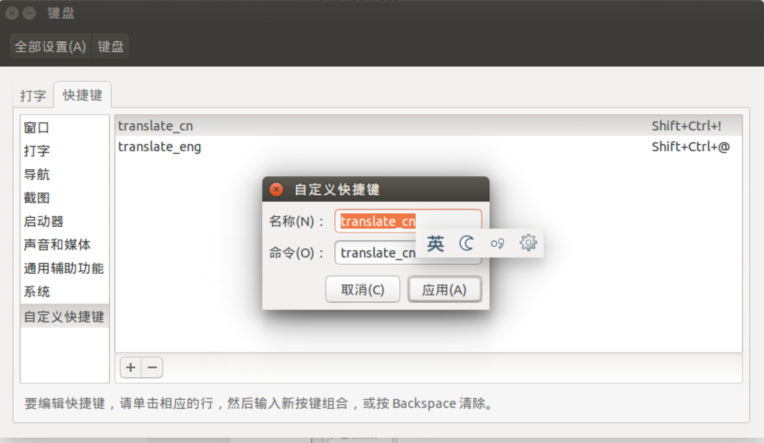 键盘
全部设置(A) 键盘
打字 快捷键
窗口
打字
导航
截图
启动器
声音和媒体
通用辅助功能
系统
自定义快捷键
translate_cn Shift+Ctrl+!
translate_eng Shift+Ctrl+@
自定义快捷键
名称(N)： translate_cn
命令(O)： translate_cn
英
取消(C) 应用(A)
+ −
要编辑快捷键，请单击相应的行，然后输入新按键组合，或按 Backspace 清除。